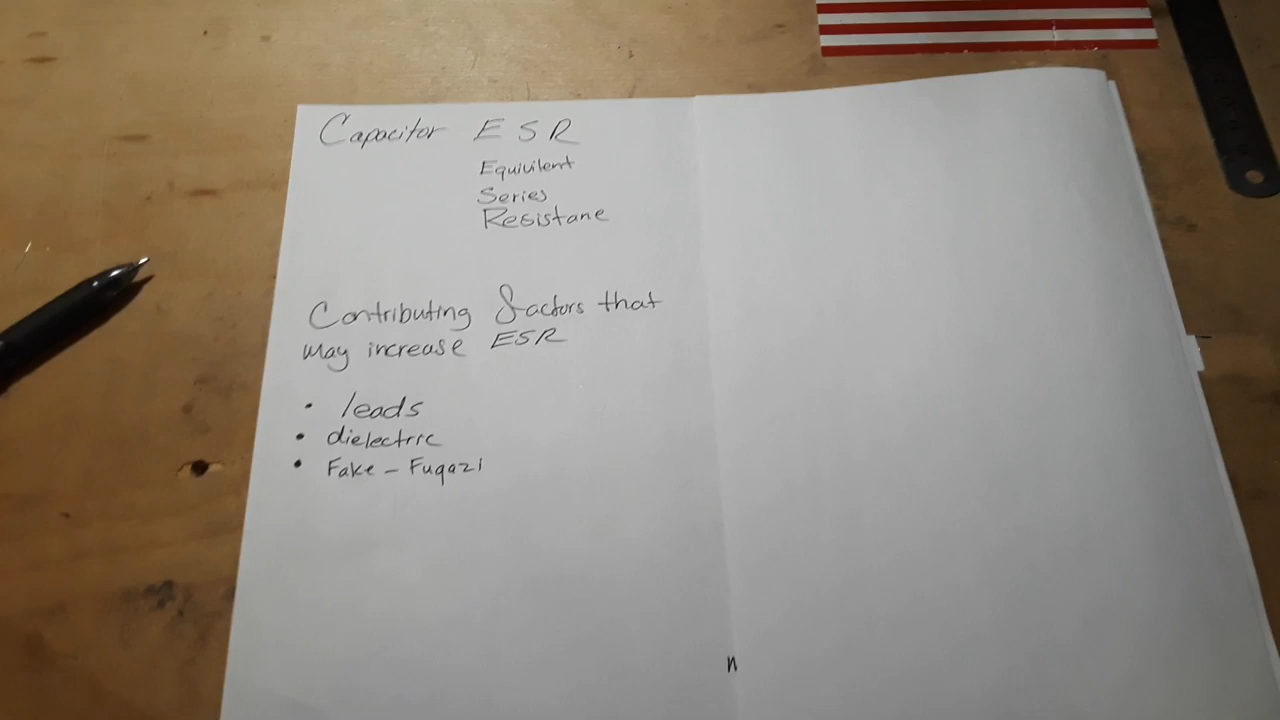 Capacitor ESR
Equivilent
Series
Resistane
Contributing factors that
may increase ESR
• leads
• dielectric
• Fake - Fugazi
n